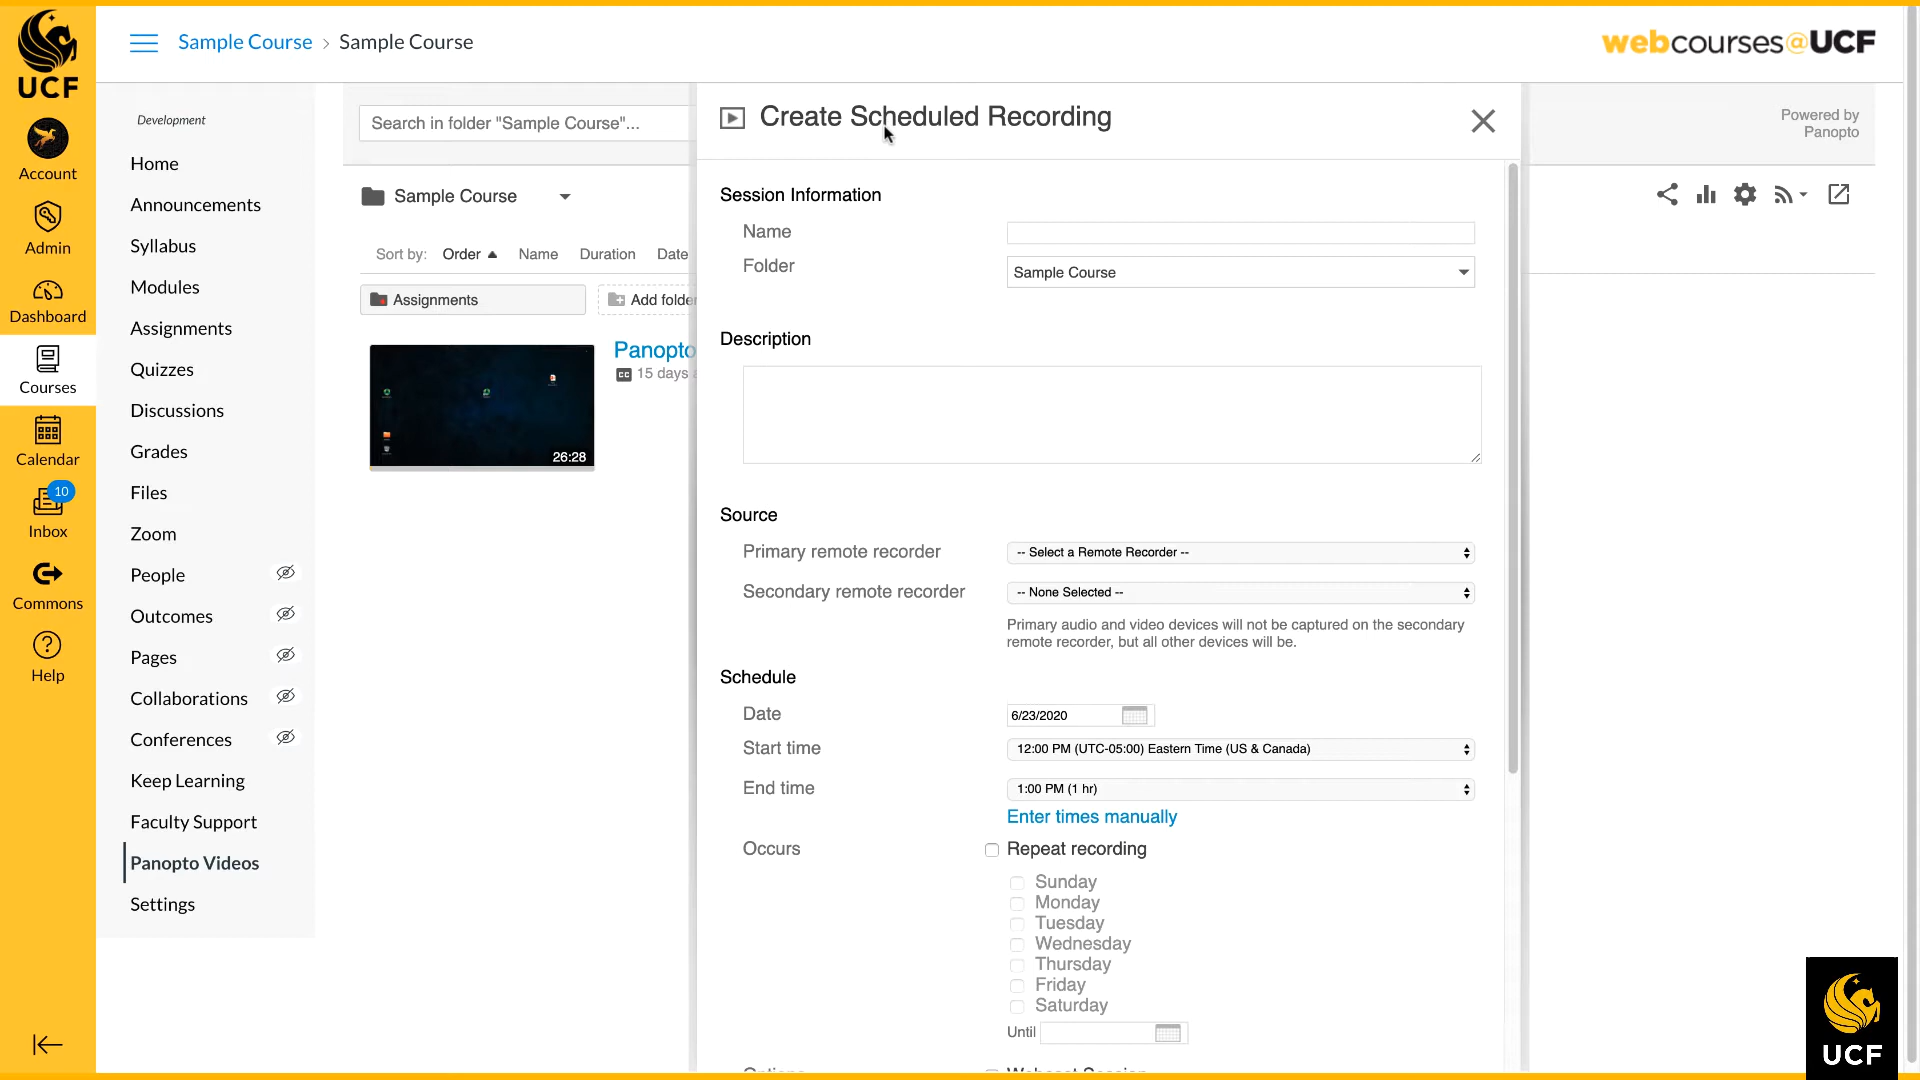 UCF
Account
Admin
Dashboard
Courses
Calendar
10
Inbox
Commons
Help
Sample Course > Sample Course
webcourses@UCF
Development
Home
Announcements
Syllabus
Modules
Assignments
Quizzes
Discussions
Grades
Files
Zoom
People
Outcomes
Pages
Collaborations
Conferences
Keep Learning
Faculty Support
Panopto Videos
Settings
Search in folder "Sample Course"...
Powered by
Panopto
Sample Course
Sort by: Order Name Duration Date
Assignments
Add folder
Panopto
CC 15 days
26:28
Create Scheduled Recording
Session Information
Name
Folder Sample Course
Description
Source
Primary remote recorder -- Select a Remote Recorder --
Secondary remote recorder -- None Selected --
Primary audio and video devices will not be captured on the secondary
remote recorder, but all other devices will be.
Schedule
Date 6/23/2020
Start time 12:00 PM (UTC-05:00) Eastern Time (US & Canada)
End time 1:00 PM (1 hr)
Enter times manually
Occurs Repeat recording
Sunday
Monday
Tuesday
Wednesday
Thursday
Friday
Saturday
Until
Options Webcast Session
UCF